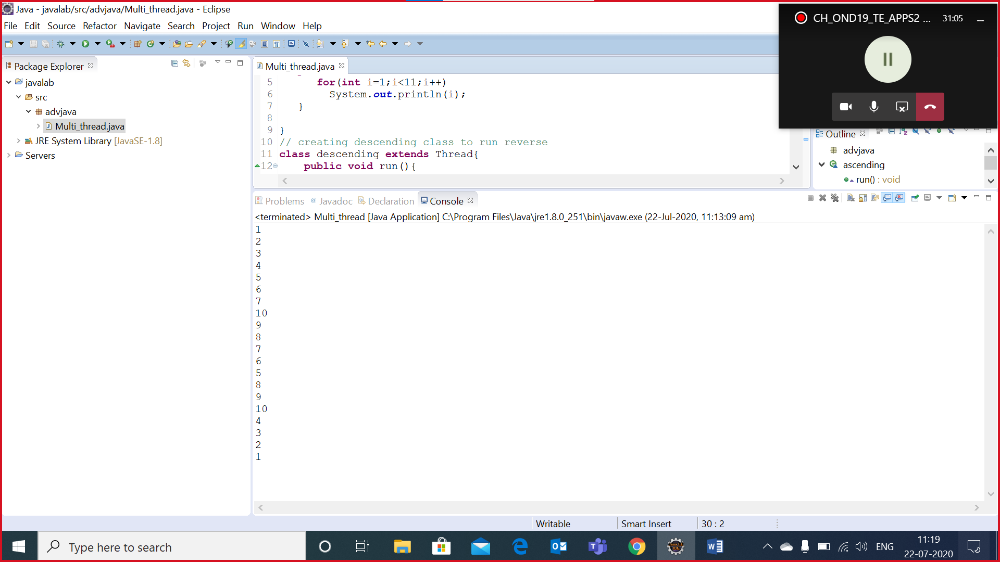 Java - javalab/src/advjava/Multi_thread.java - Eclipse
File Edit Source Refactor Navigate Search Project Run Window Help
CH_OND19_TE_APPS2 ... 31:05
Package Explorer
javalab
src
advjava
Multi_thread.java
JRE System Library [JavaSE-1.8]
Servers
Multi_thread.java
5 for(int i=1;i<11;i++)
6 System.out.println(i);
7 }
8
9 }
10 // creating descending class to run reverse
11 class descending extends Thread{
12 public void run(){
Outline
advjava
ascending
run() : void
Problems Javadoc Declaration Console
<terminated> Multi_thread [Java Application] C:\Program Files\Java\jre1.8.0_251\bin\javaw.exe (22-Jul-2020, 11:13:09 am)
1
2
3
4
5
6
7
10
9
8
7
6
5
8
9
10
4
3
2
1
Writable Smart Insert 30 : 2
Type here to search
ENG
11:19
22-07-2020